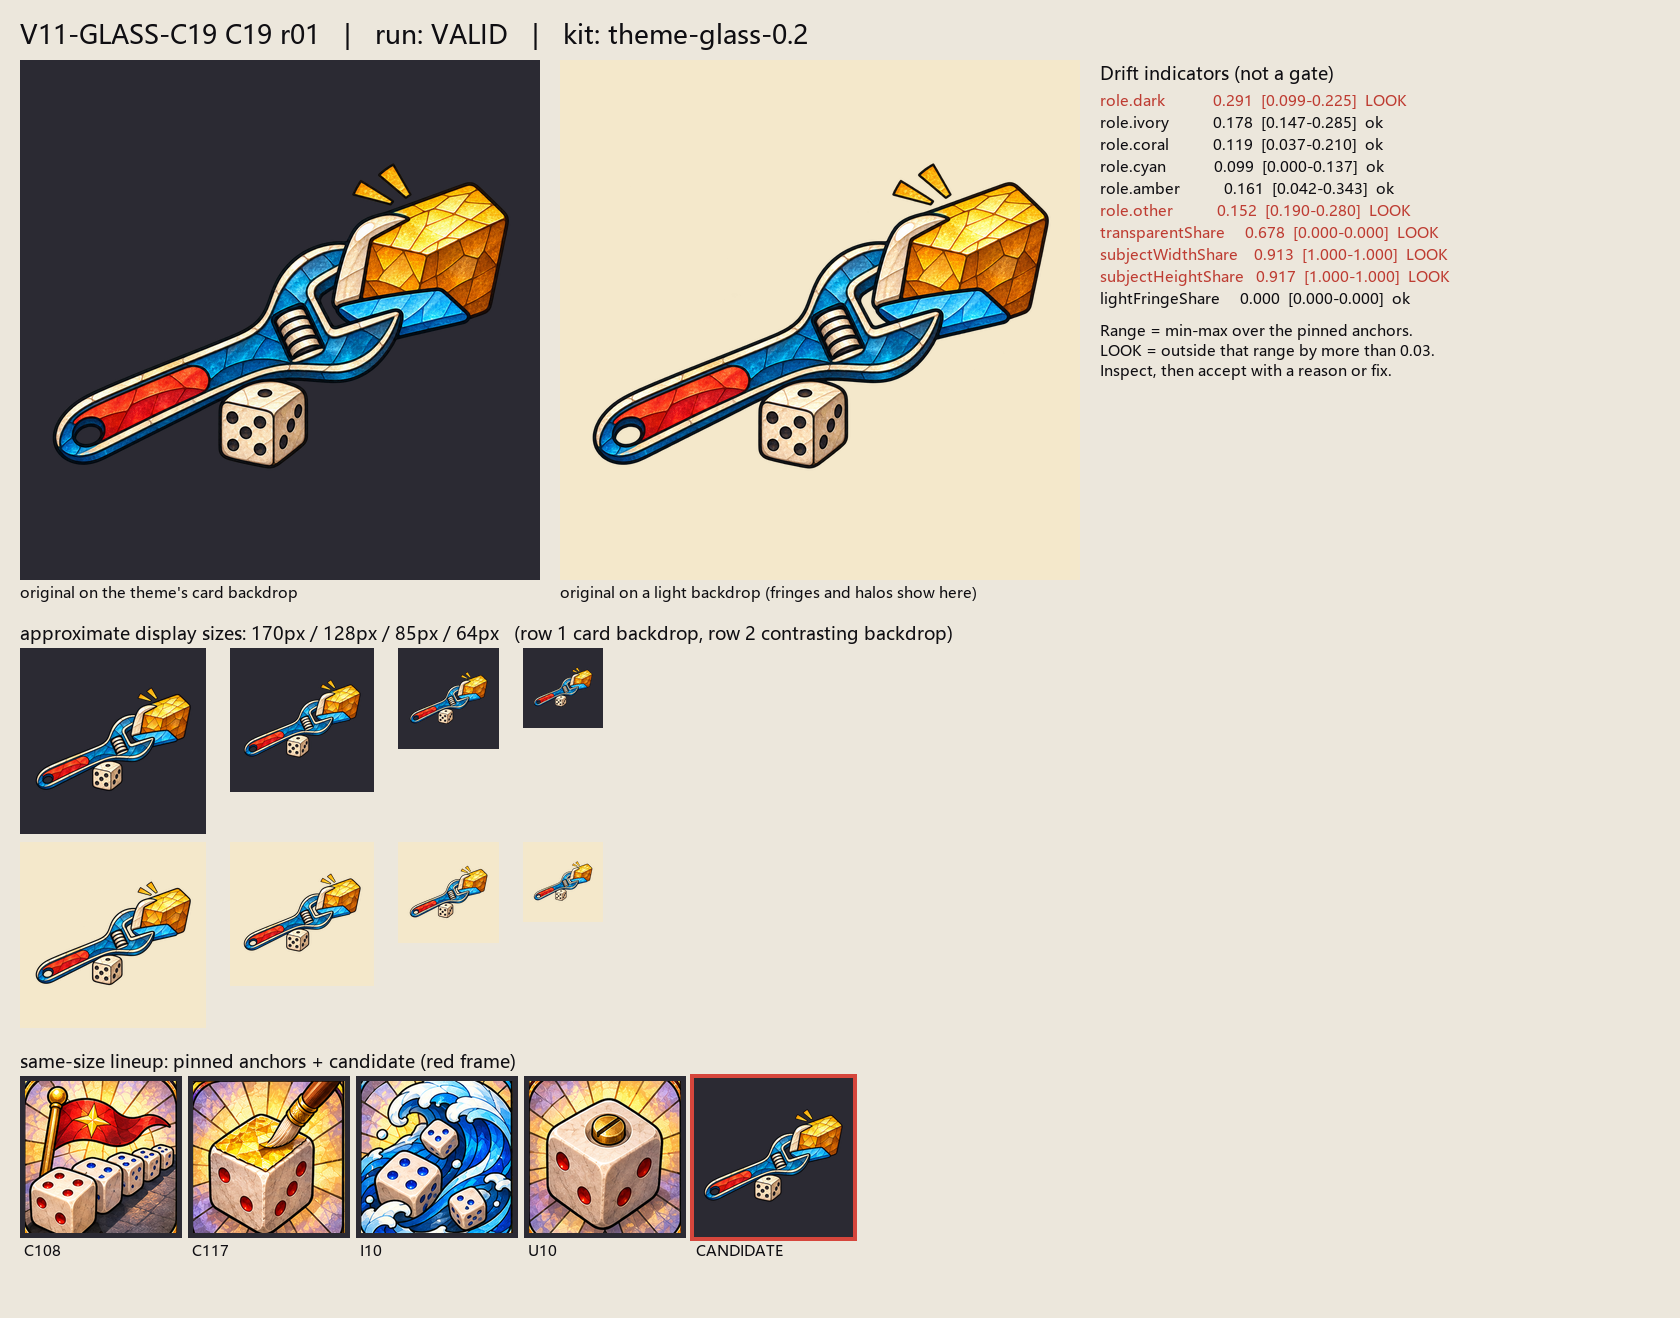 V11-GLASS-C19 C19 r01 | run: VALID | kit: theme-glass-0.2
Drift indicators (not a gate)
role.dark 0.291 [0.099-0.225] LOOK
role.ivory 0.178 [0.147-0.285] ok
role.coral 0.119 [0.037-0.210] ok
role.cyan 0.099 [0.000-0.137] ok
role.amber 0.161 [0.042-0.343] ok
role.other 0.152 [0.190-0.280] LOOK
transparentShare 0.678 [0.000-0.000] LOOK
subjectWidthShare 0.913 [1.000-1.000] LOOK
subjectHeightShare 0.917 [1.000-1.000] LOOK
lightFringeShare 0.000 [0.000-0.000] ok
Range = min-max over the pinned anchors.
LOOK = outside that range by more than 0.03.
Inspect, then accept with a reason or fix.
original on the theme's card backdrop
original on a light backdrop (fringes and halos show here)
approximate display sizes: 170px / 128px / 85px / 64px (row 1 card backdrop, row 2 contrasting backdrop)
same-size lineup: pinned anchors + candidate (red frame)
C108
C117
I10
U10
CANDIDATE